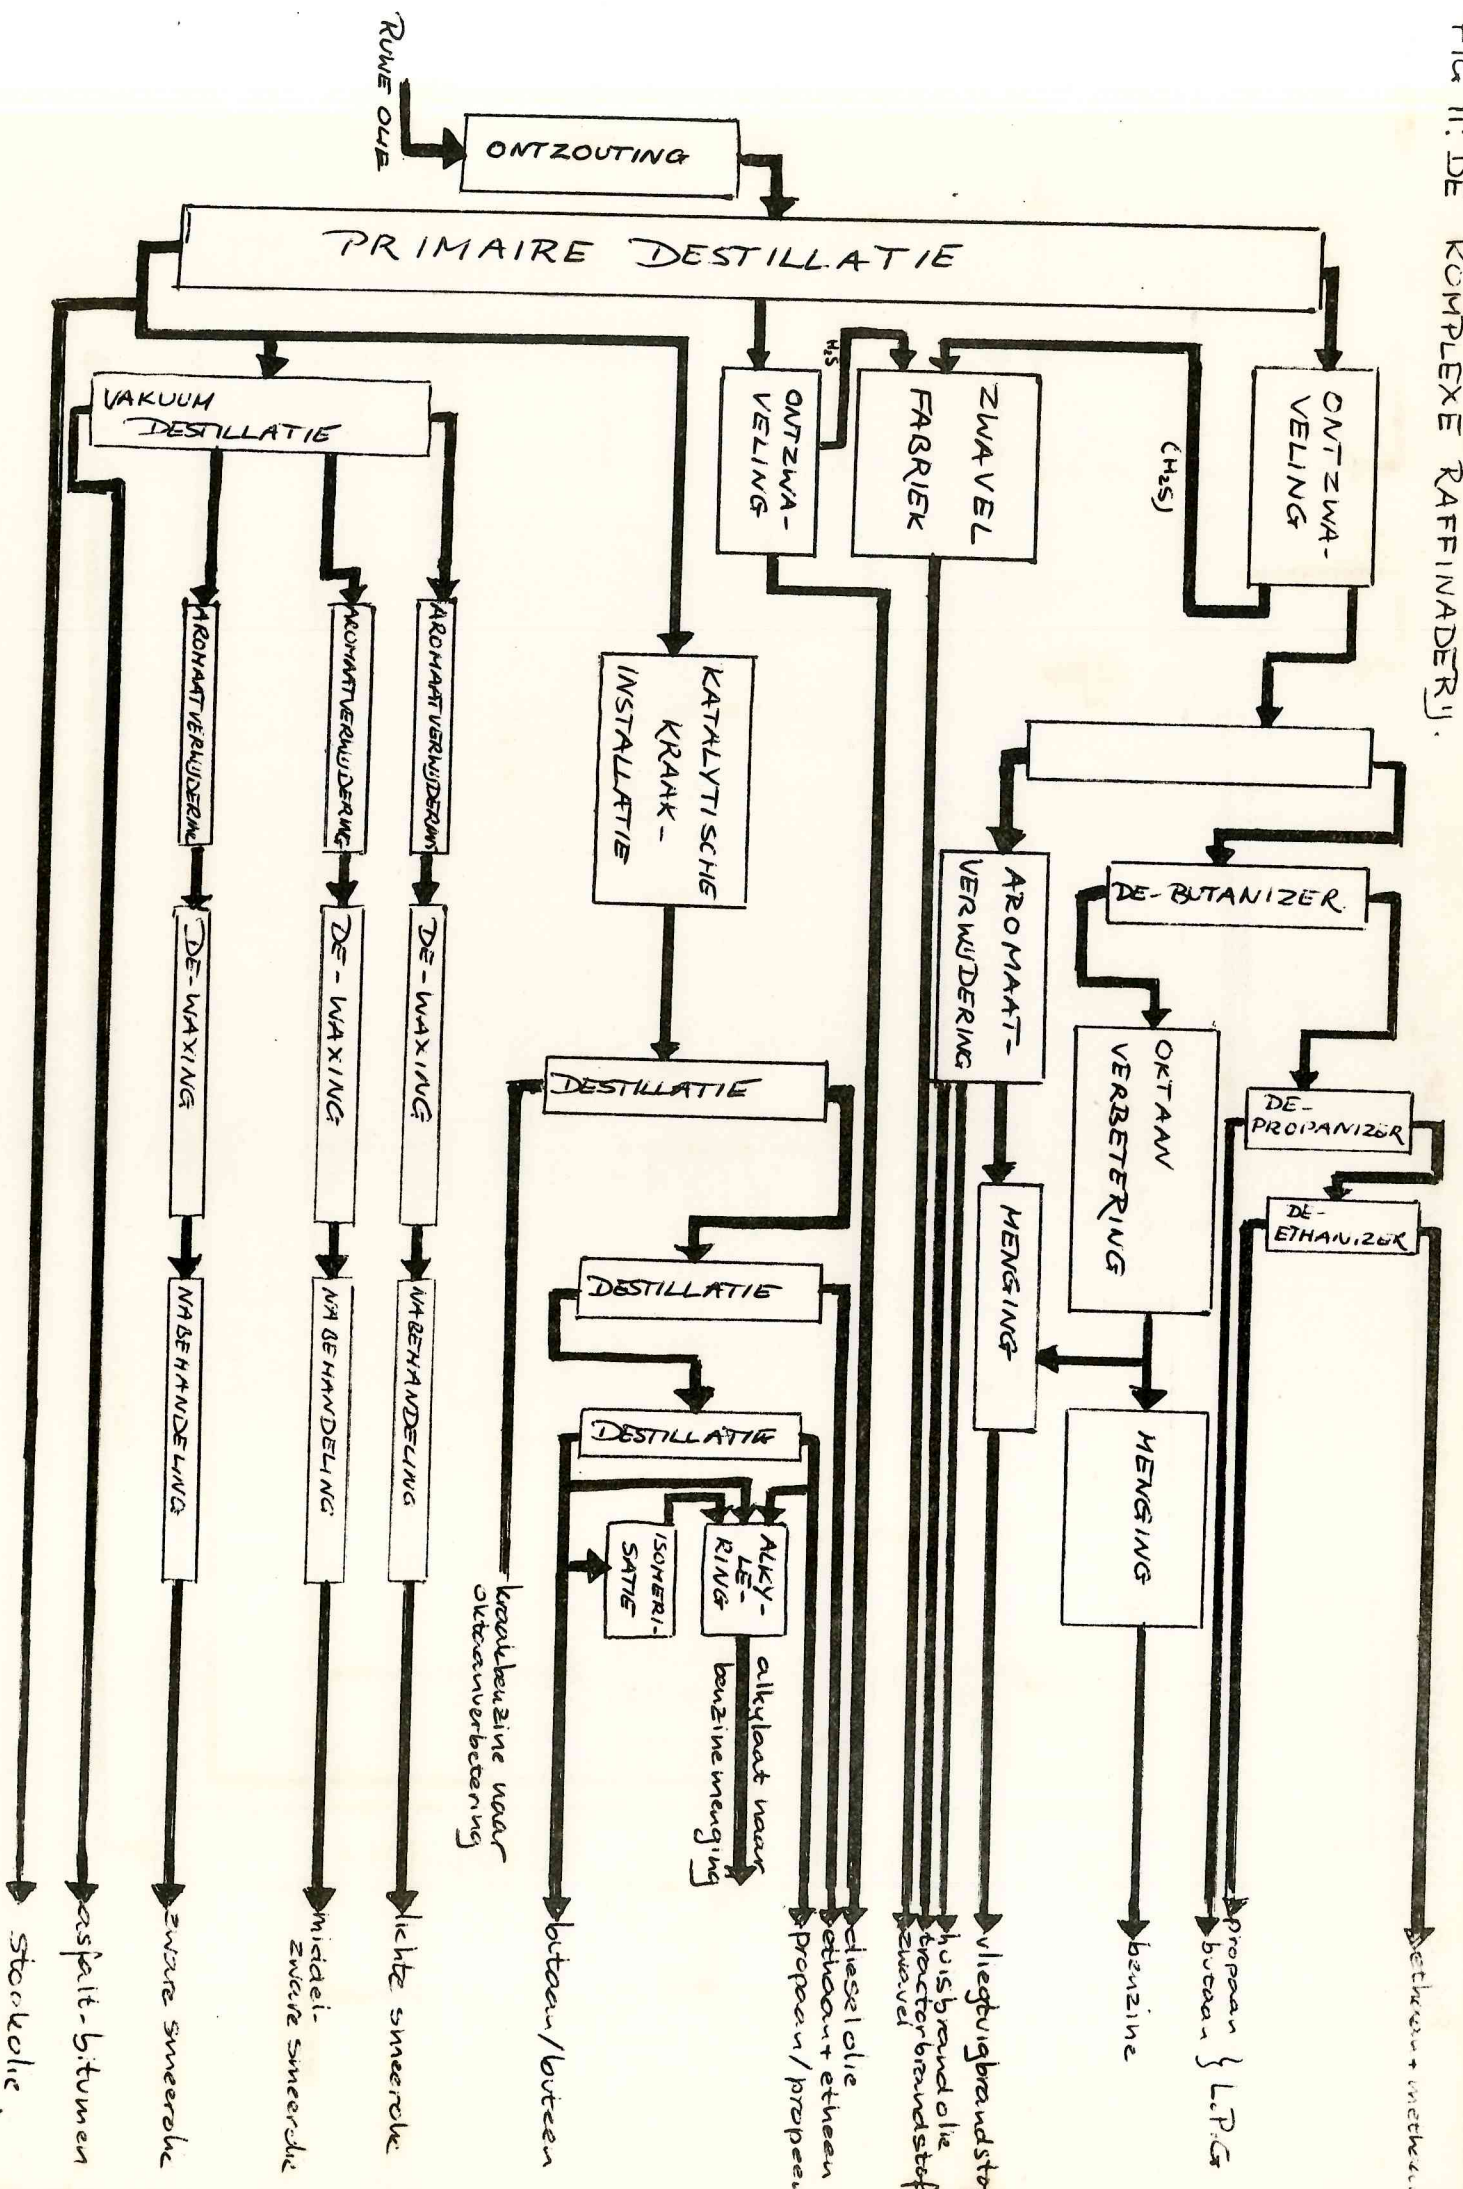 FIG II: DE KOMPLEXE RAFFINADERIJ.
RUWE OLIE
ONTZOUTING
PRIMAIRE DESTILLATIE
ONTZWA-
VELING
(H2S)
ZWAVEL
FABRIEK
H2S
ONTZWA-
VELING
VAKUUM
DESTILLATIE
DE-BUTANIZER
DE-
PROPANIZER
DE-
ETHANIZER
OKTAAN
VERBETERING
AROMAAT-
VERWIJDERING
MENGING
MENGING
KATALYTISCHE
KRAAK-
INSTALLATIE
DESTILLATIE
DESTILLATIE
DESTILLATIE
ALKY-
LE-
RING
ISOMERI-
SATIE
alkylaat naar
benzinemenging
kraakbenzine naar
oktaanverbetering
AROMAATVERWIJDERING
DE-WAXING
NABEHANDELING
AROMAATVERWIJDERING
DE-WAXING
NABEHANDELING
AROMAATVERWIJDERING
DE-WAXING
NABEHANDELING
propaan
butaan } L.P.G
benzine
huisbrandolie
tractorbrandstof
zwavel
dieselolie
ethaan + etheen
propaan/propeen
butaan/buteen
lichte smeerolie
middel-
zware smeerolie
zware smeerolie
asfalt-bitumen
stookolie.